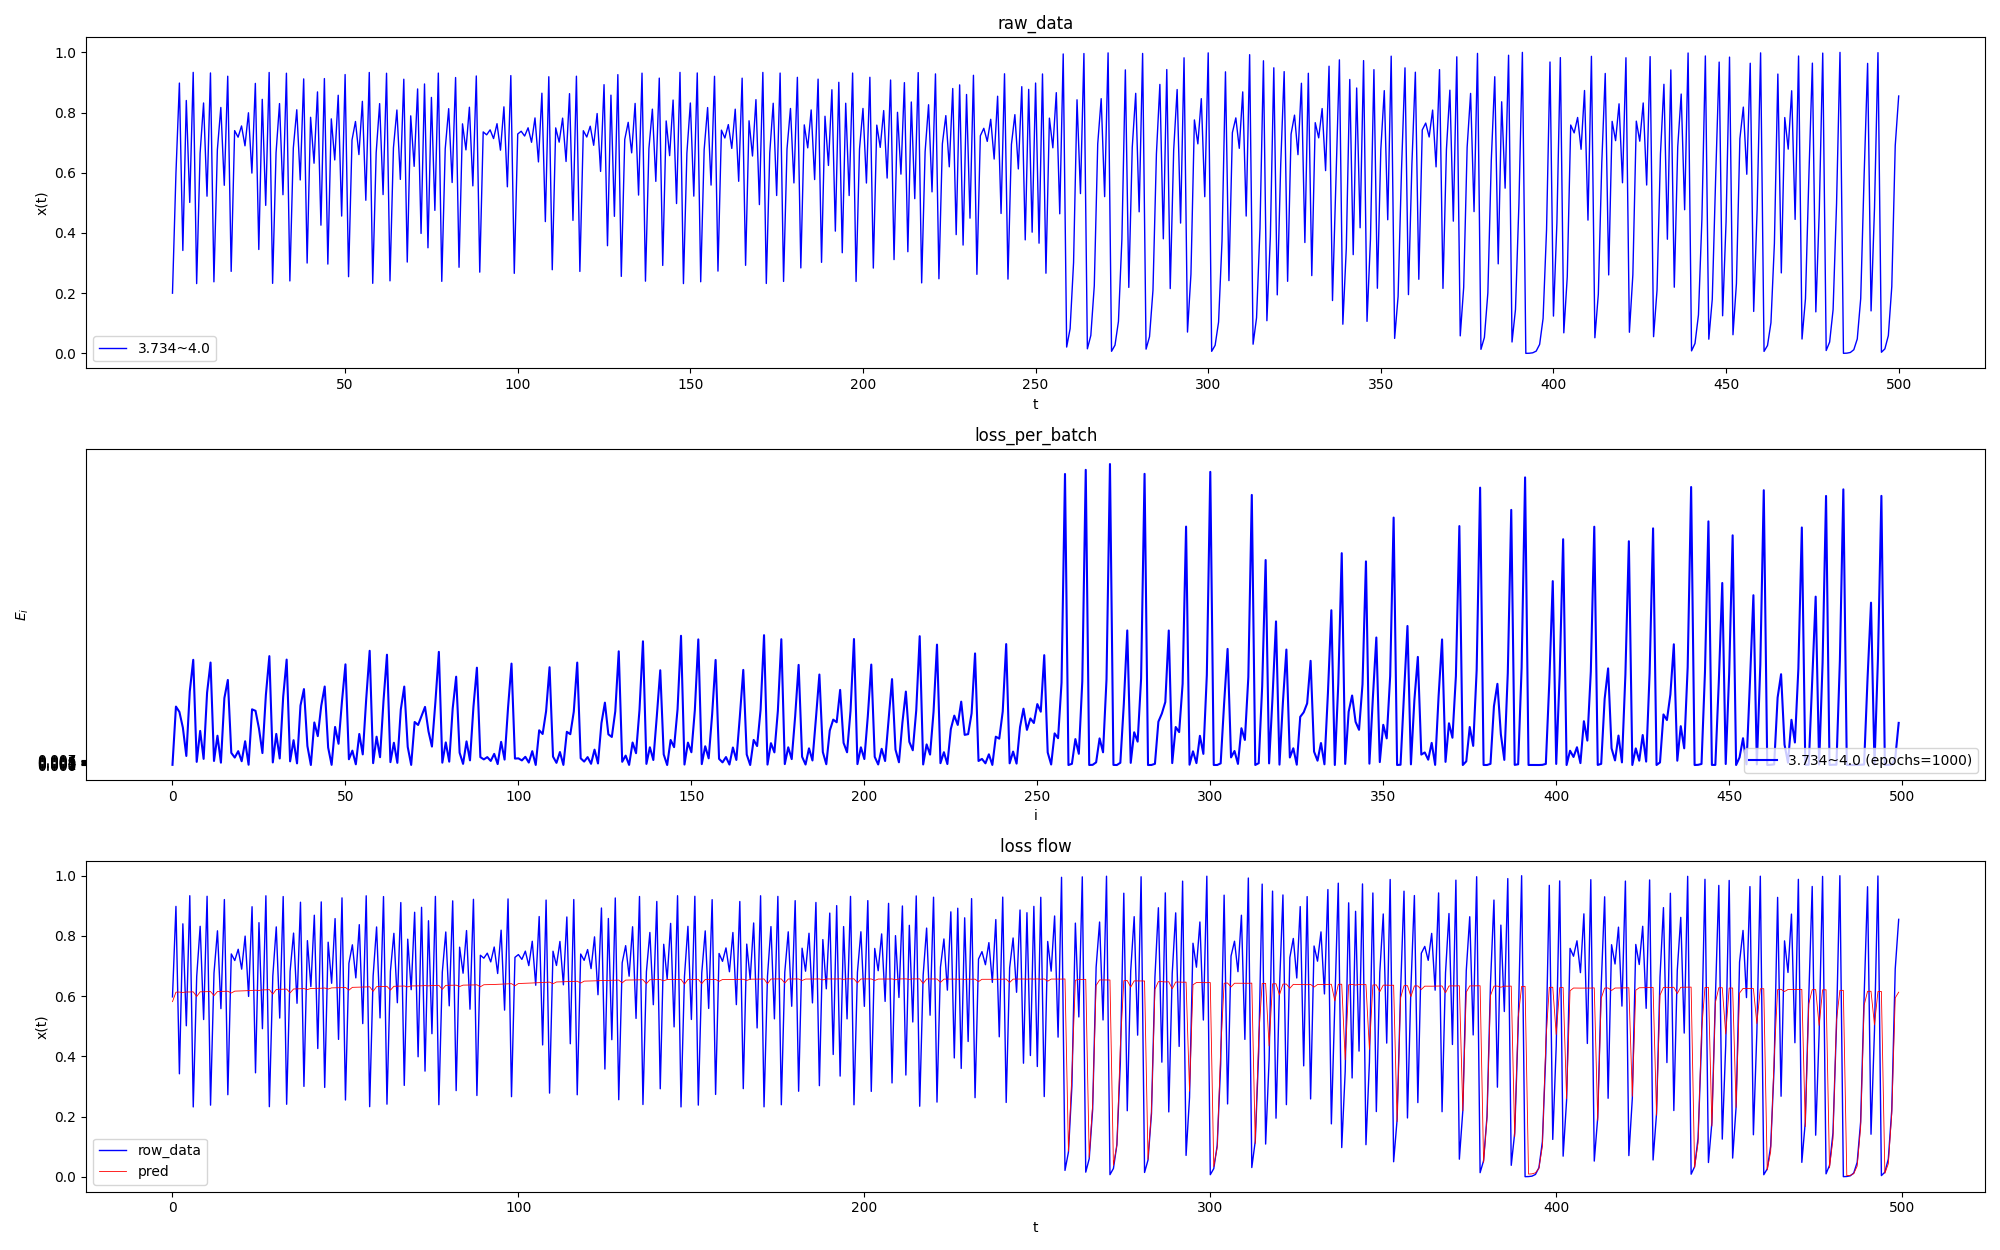 raw_data
1.0
0.8
0.6
0.4
0.2
0.0
x(t)
3.734~4.0
50 100 150 200 250 300 350 400 450 500
t
loss_per_batch
E_i
3.734~4.0 (epochs=1000)
0 50 100 150 200 250 300 350 400 450 500
i
loss flow
1.0
0.8
0.6
0.4
0.2
0.0
x(t)
row_data
pred
0 100 200 300 400 500
t